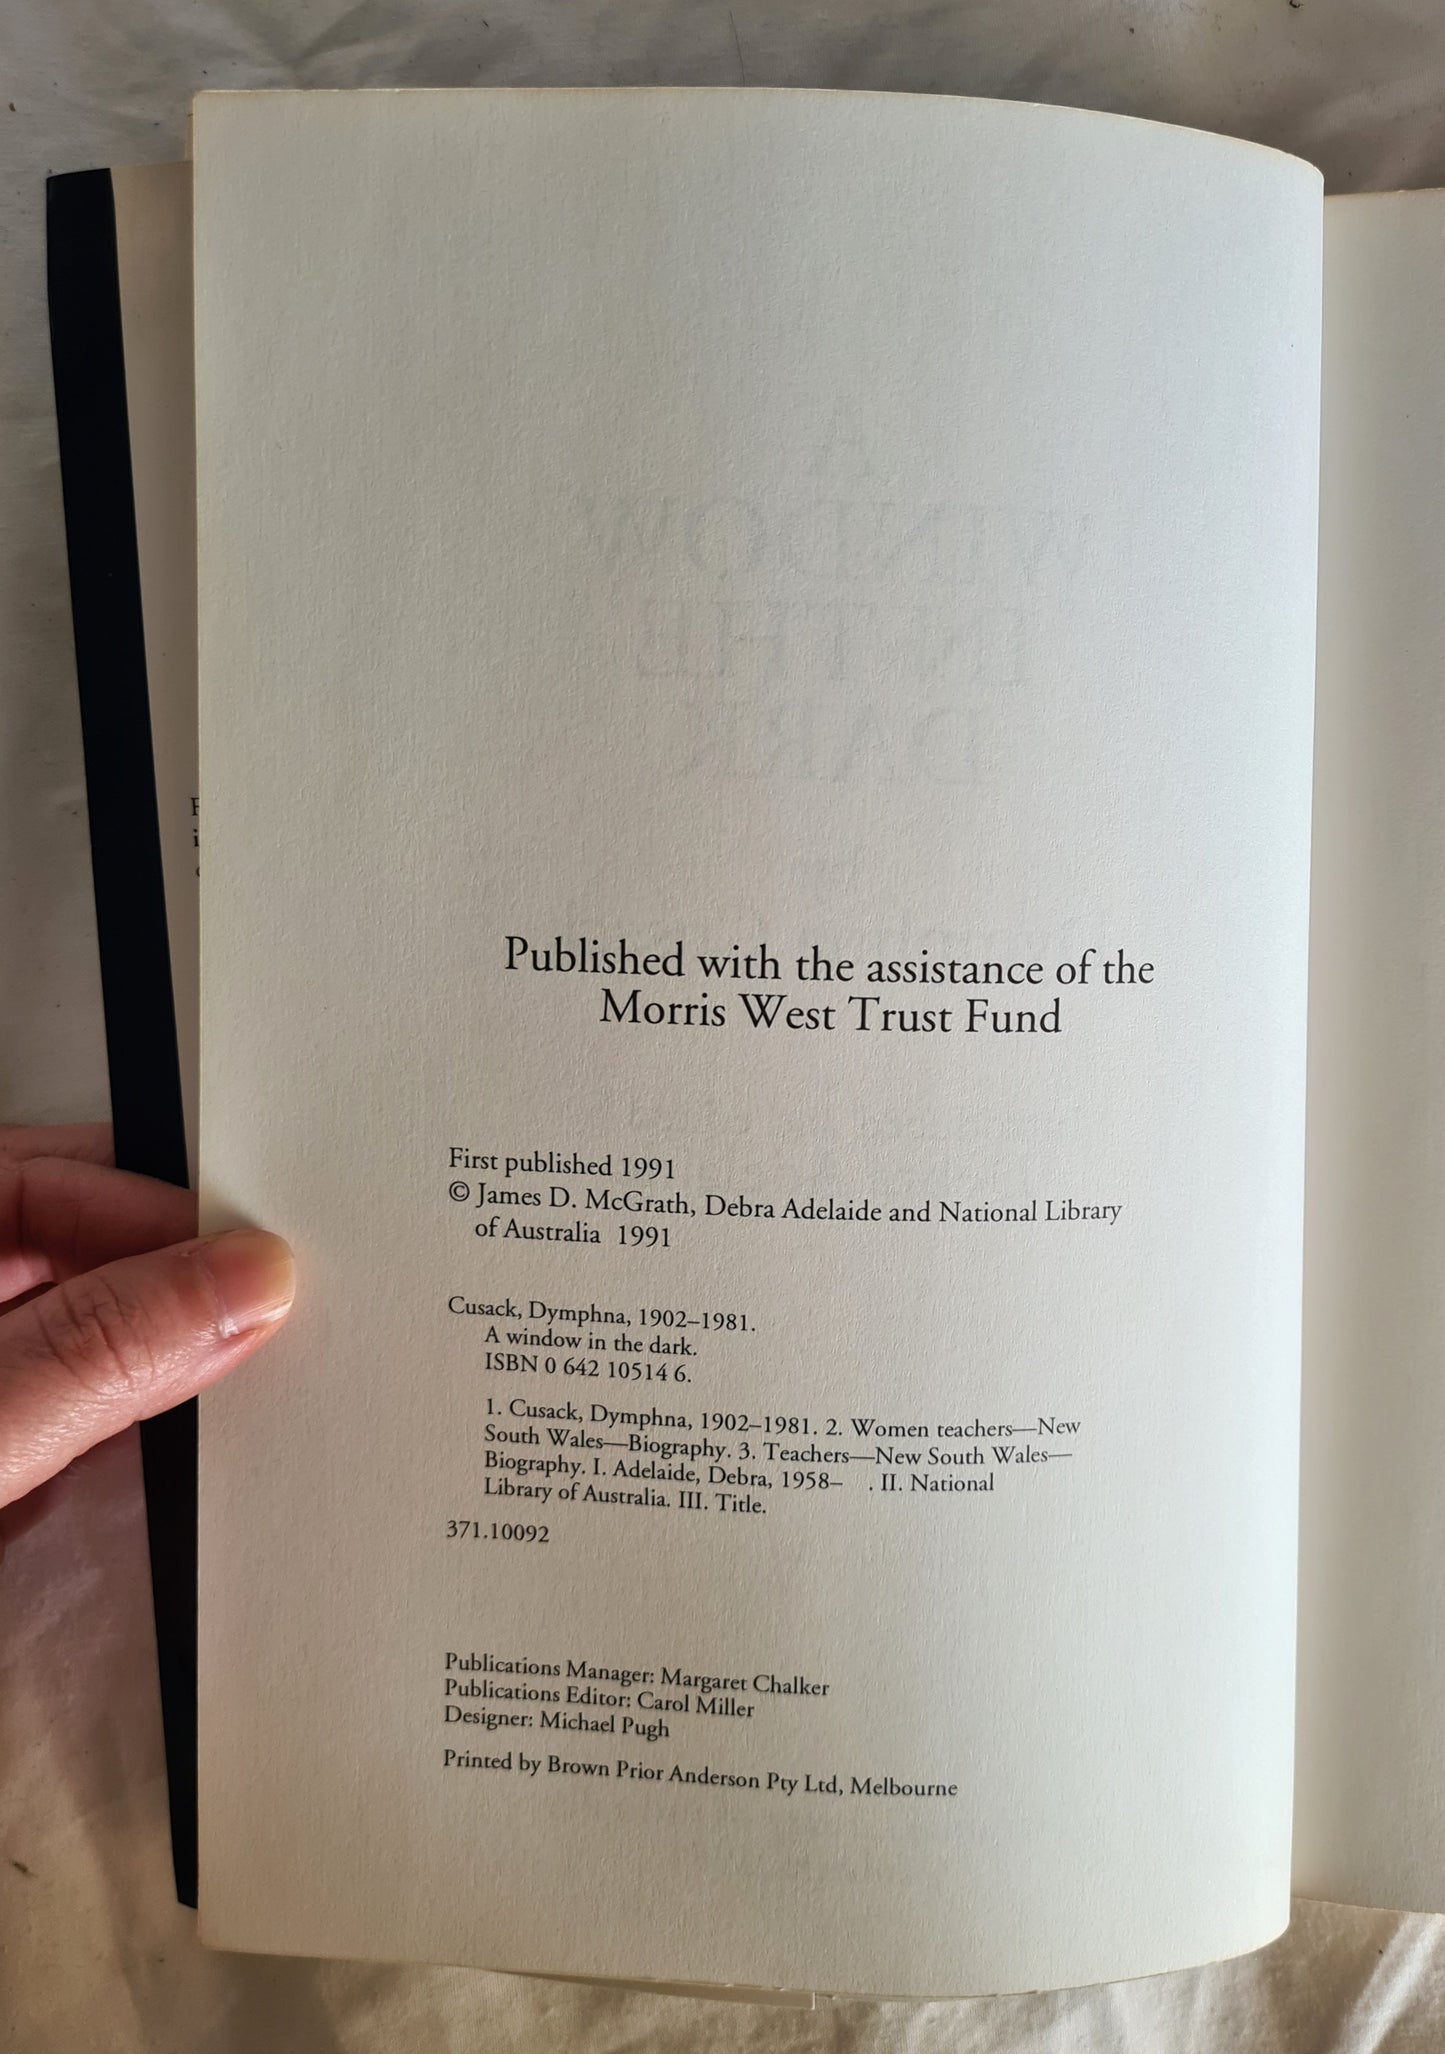 Published with the assistance of the
Morris West Trust Fund
First published 1991
© James D. McGrath, Debra Adelaide and National Library
of Australia 1991
Cusack, Dymphna, 1902–1981.
A window in the dark.
ISBN 0 642 10514 6.
1. Cusack, Dymphna, 1902–1981. 2. Women teachers—New
South Wales—Biography. 3. Teachers—New South Wales—
Biography. I. Adelaide, Debra, 1958– . II. National
Library of Australia. III. Title.
371.10092
Publications Manager: Margaret Chalker
Publications Editor: Carol Miller
Designer: Michael Pugh
Printed by Brown Prior Anderson Pty Ltd, Melbourne